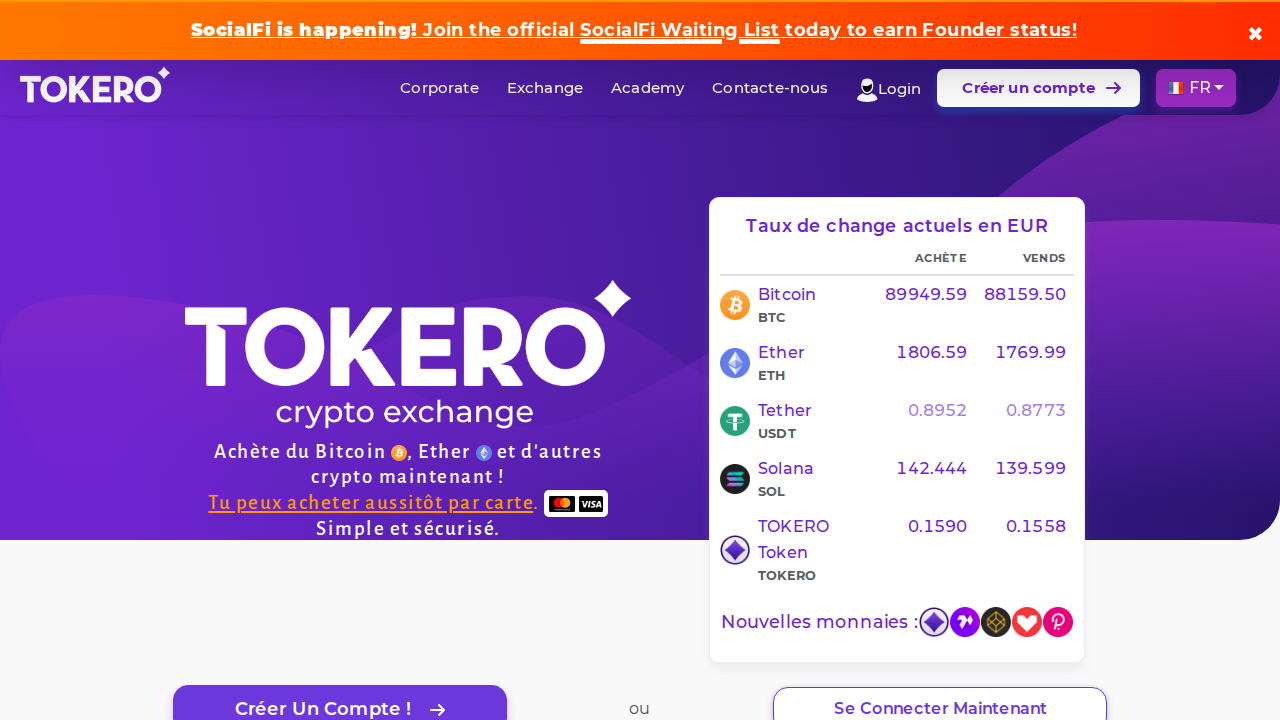 SocialFi is happening! Join the official SocialFi Waiting List today to earn Founder status! ✖
TOKERO Corporate Exchange Academy Contacte-nous Login Créer un compte FR
Taux de change actuels en EUR
ACHÈTE VENDS
Bitcoin 89949.59 88159.50
BTC
Ether 1806.59 1769.99
ETH
Tether 0.8952 0.8773
USDT
Solana 142.444 139.599
SOL
TOKERO Token 0.1590 0.1558
TOKERO
Nouvelles monnaies :
TOKERO
crypto exchange
Achète du Bitcoin , Ether et d'autres
crypto maintenant !
Tu peux acheter aussitôt par carte. VISA
Simple et sécurisé.
Créer Un Compte ! ou Se Connecter Maintenant